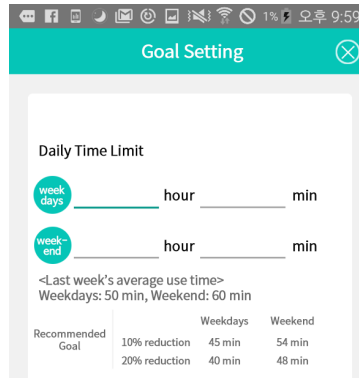 1% 오후 9:59
Goal Setting
Daily Time Limit
week days hour min
week-end hour min
<Last week's average use time>
Weekdays: 50 min, Weekend: 60 min
Weekdays Weekend
Recommended Goal
10% reduction 45 min 54 min
20% reduction 40 min 48 min